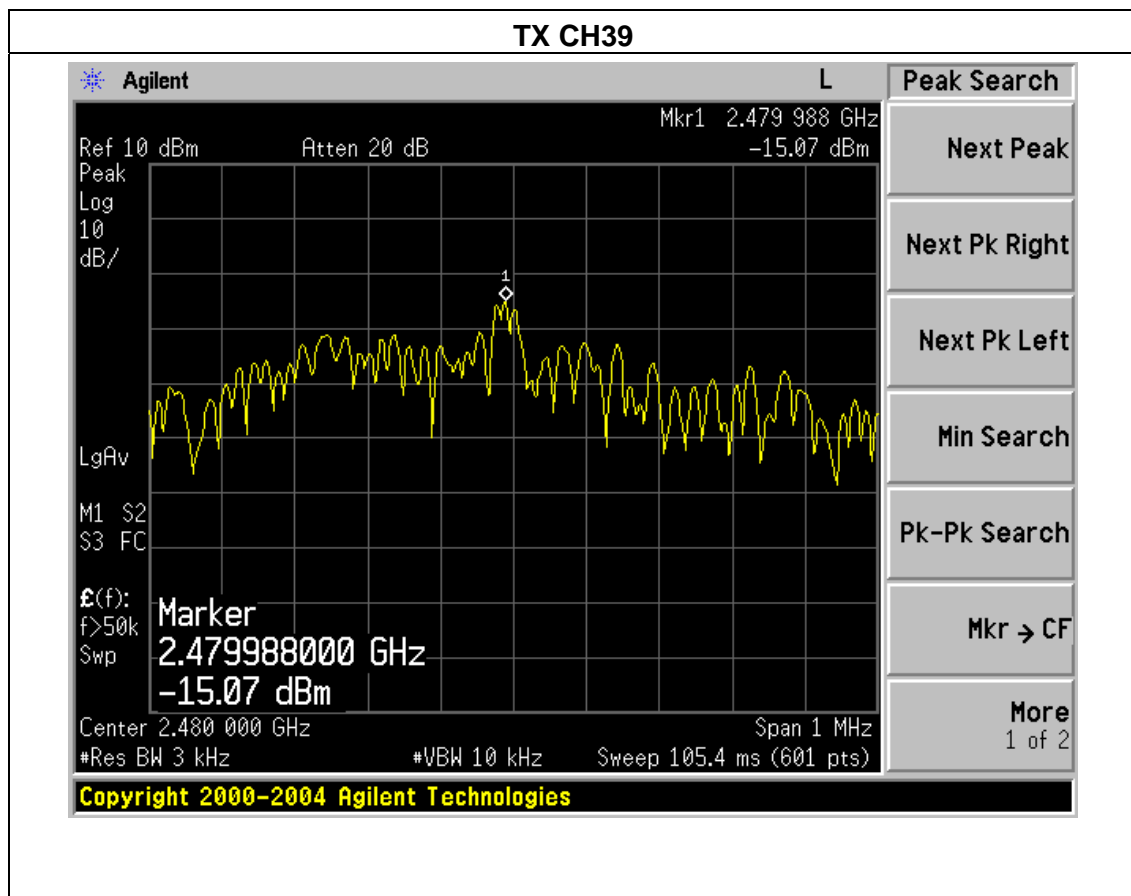 TX CH39
Agilent L Peak Search
Mkr1 2.479 988 GHz
Ref 10 dBm Atten 20 dB -15.07 dBm
Peak
Log
10
dB/
1
LgAv
M1 S2
S3 FC
£(f):
f>50k
Swp
Marker
2.479988000 GHz
-15.07 dBm
Center 2.480 000 GHz Span 1 MHz
#Res BW 3 kHz #VBW 10 kHz Sweep 105.4 ms (601 pts)
Next Peak
Next Pk Right
Next Pk Left
Min Search
Pk-Pk Search
Mkr → CF
More
1 of 2
Copyright 2000-2004 Agilent Technologies